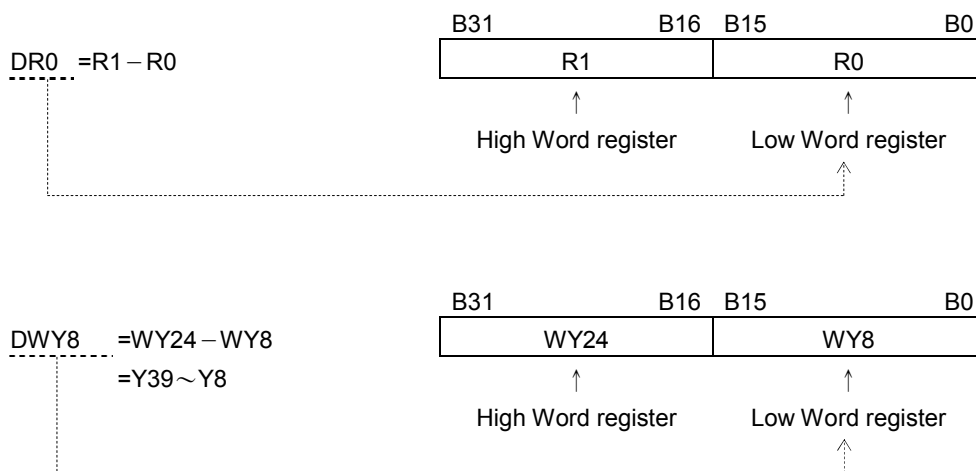 B31 B16 B15 B0
DR0 =R1－R0 R1 R0
↑ ↑
High Word register Low Word register
B31 B16 B15 B0
DWY8 =WY24－WY8 WY24 WY8
=Y39～Y8 ↑ ↑
High Word register Low Word register